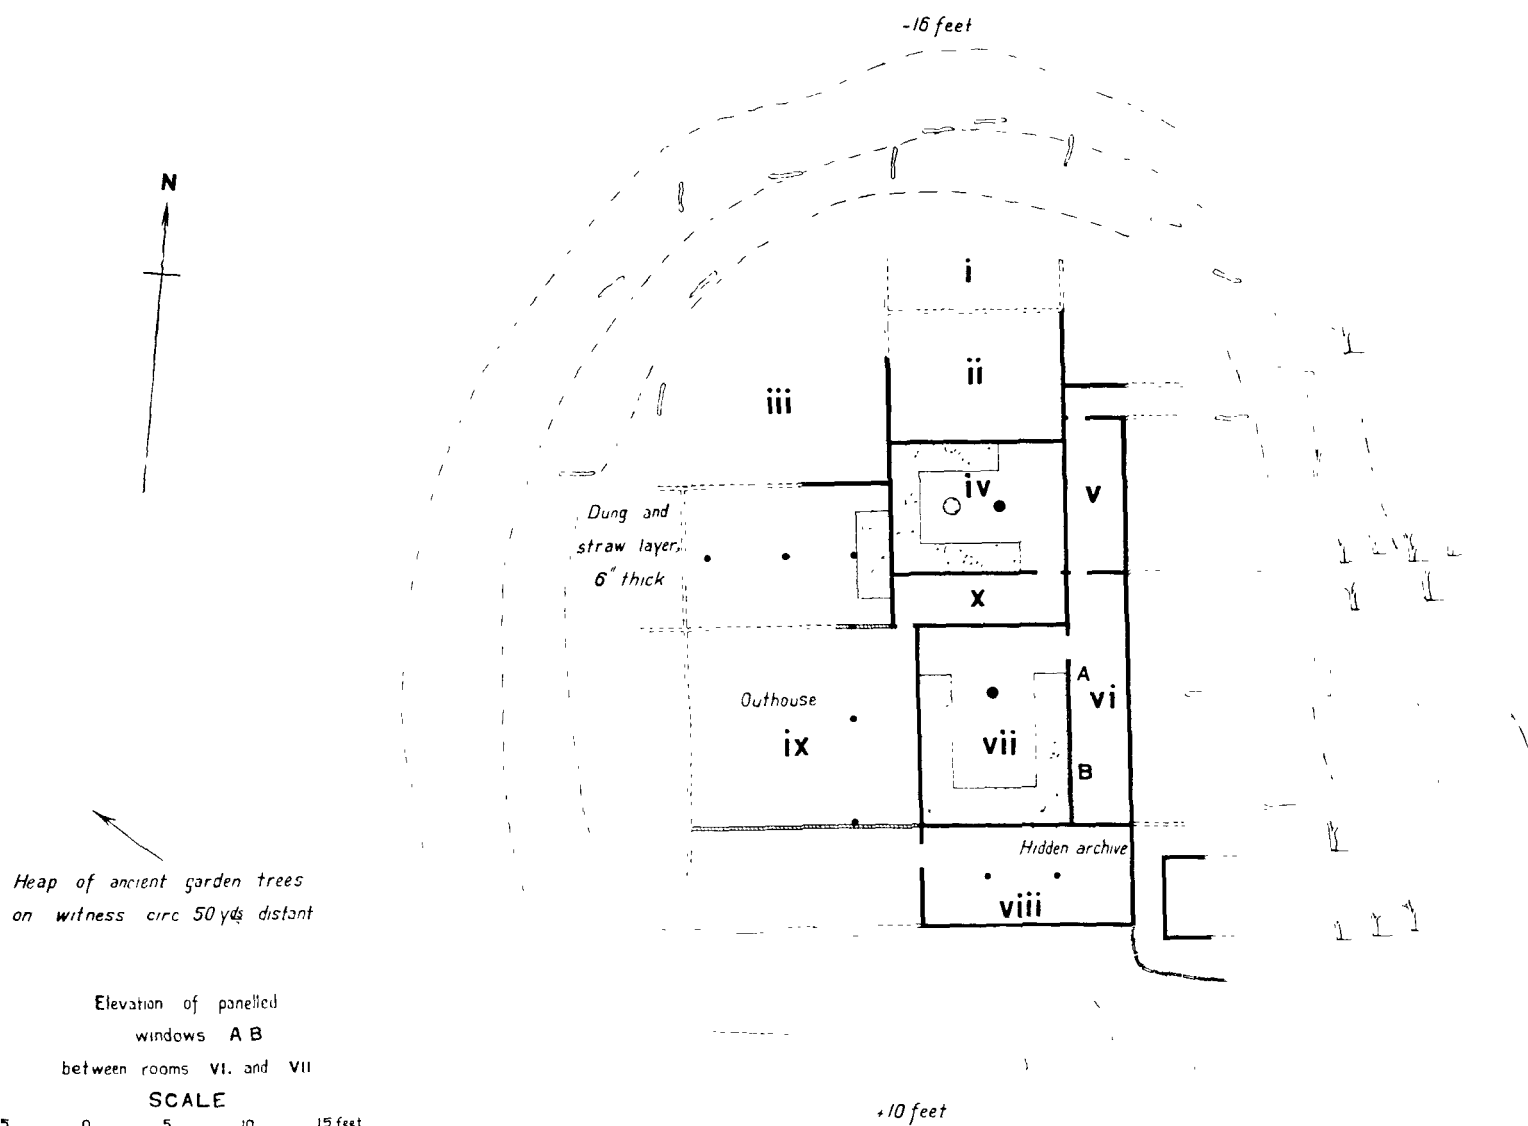 -16 feet
N
i
ii
iii
iv
v
Dung and
straw layer,
6" thick
x
A
vi
Outhouse
ix
vii
B
Hidden archive
viii
Heap of ancient garden trees
on witness circ 50 yds distant
Elevation of panelled
windows A B
between rooms VI. and VII
SCALE
5 0 5 10 15 feet
+10 feet